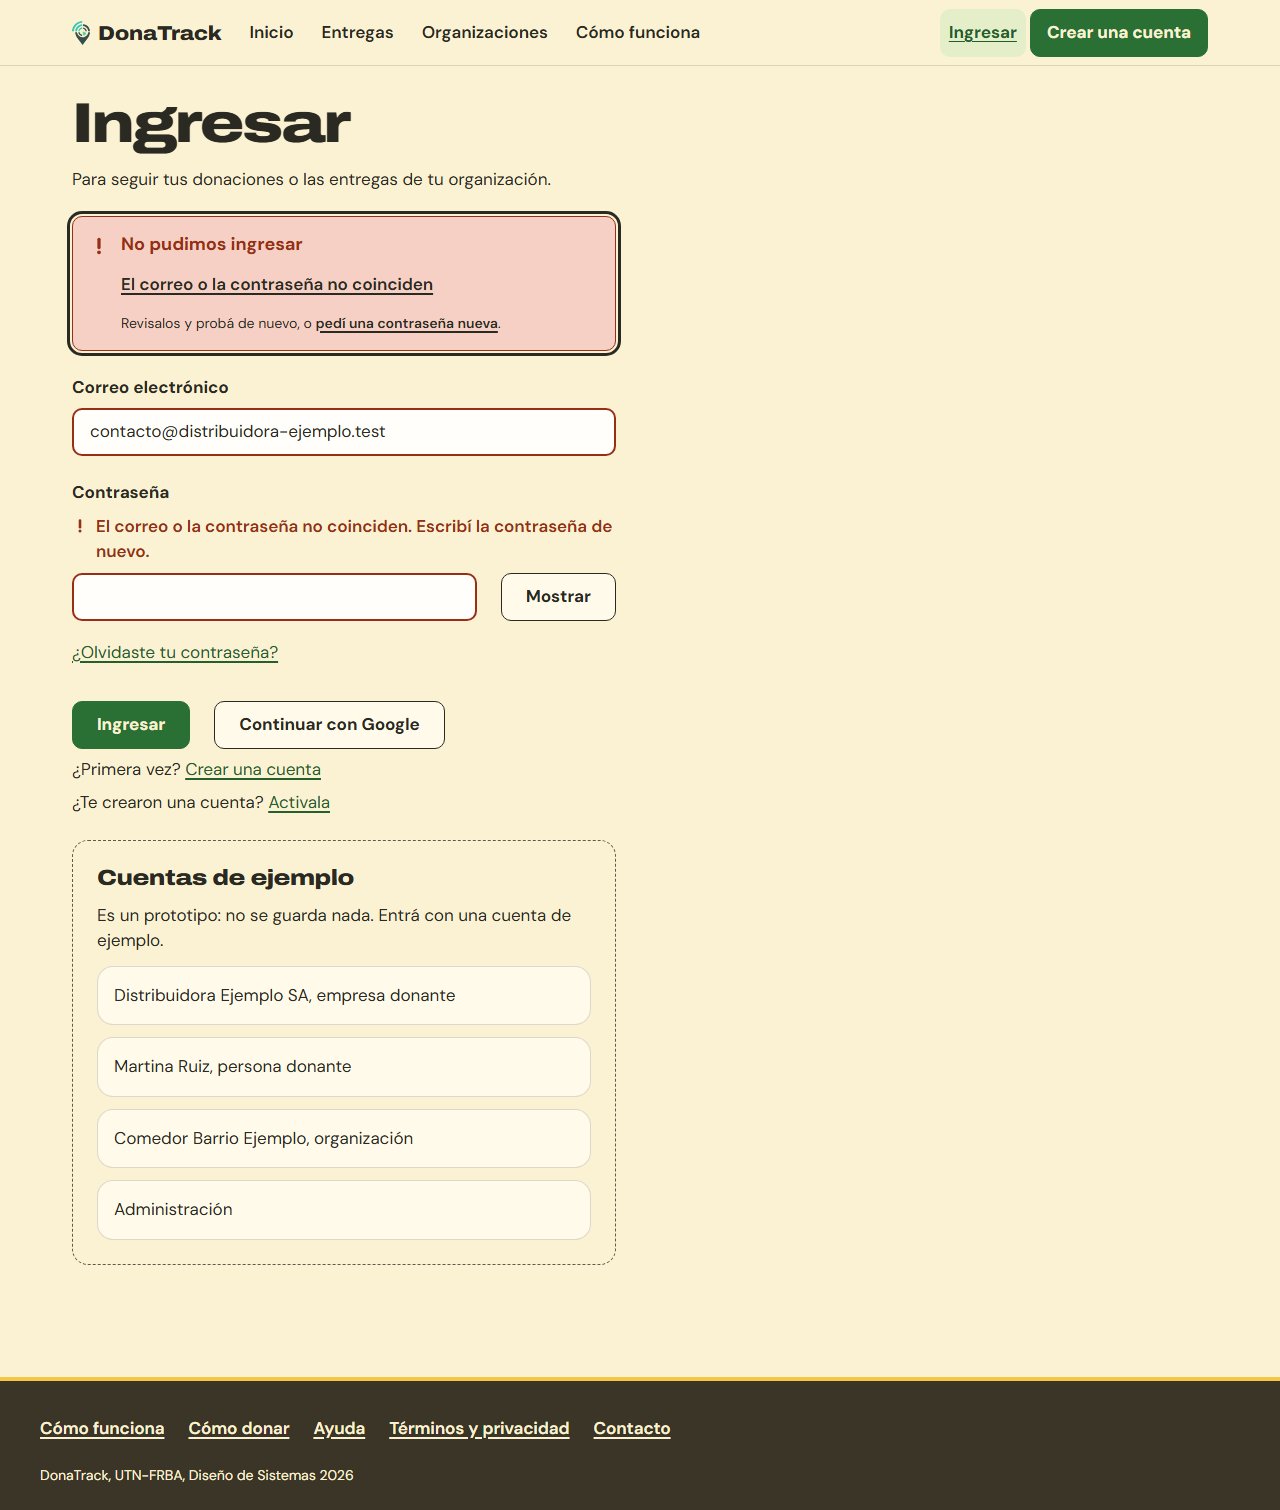 DonaTrack Inicio Entregas Organizaciones Cómo funciona Ingresar Crear una cuenta
Ingresar
Para seguir tus donaciones o las entregas de tu organización.
! No pudimos ingresar
El correo o la contraseña no coinciden
Revisalos y probá de nuevo, o pedí una contraseña nueva.
Correo electrónico
contacto@distribuidora-ejemplo.test
Contraseña
! El correo o la contraseña no coinciden. Escribí la contraseña de
nuevo.
Mostrar
¿Olvidaste tu contraseña?
Ingresar Continuar con Google
¿Primera vez? Crear una cuenta
¿Te crearon una cuenta? Activala
Cuentas de ejemplo
Es un prototipo: no se guarda nada. Entrá con una cuenta de
ejemplo.
Distribuidora Ejemplo SA, empresa donante
Martina Ruiz, persona donante
Comedor Barrio Ejemplo, organización
Administración
Cómo funciona Cómo donar Ayuda Términos y privacidad Contacto
DonaTrack, UTN-FRBA, Diseño de Sistemas 2026